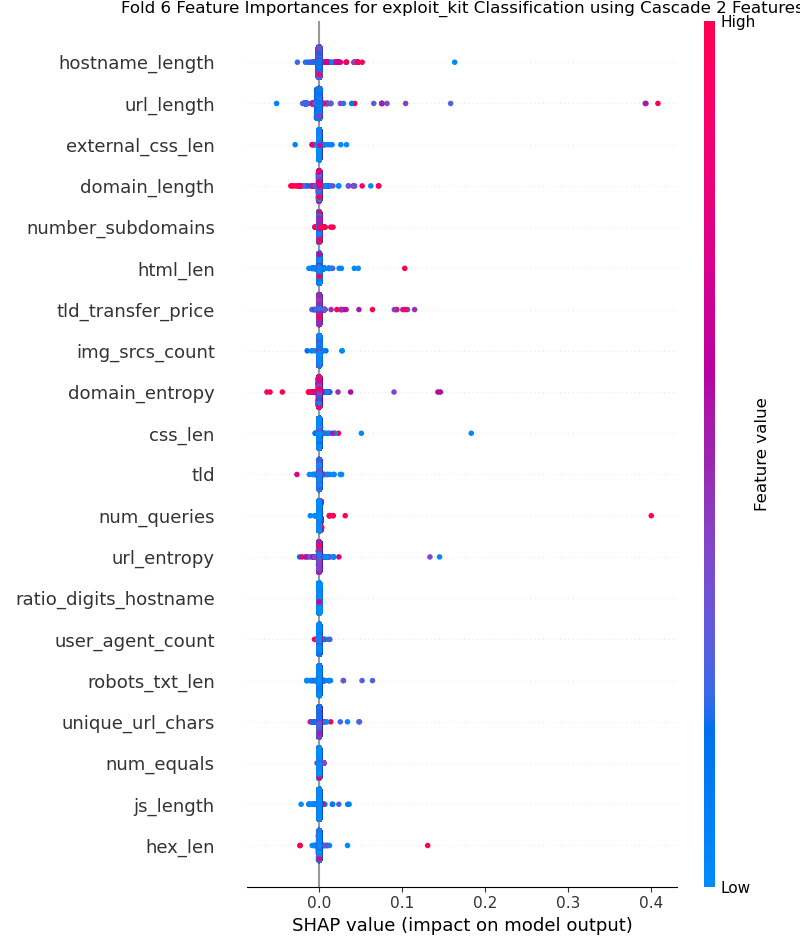 Fold 6 Feature Importances for exploit_kit Classification using Cascade 2 Features
High
hostname_length
url_length
external_css_len
domain_length
number_subdomains
html_len
tld_transfer_price
img_srcs_count
domain_entropy
css_len
tld
num_queries
url_entropy
ratio_digits_hostname
user_agent_count
robots_txt_len
unique_url_chars
num_equals
js_length
hex_len
Feature value
Low
0.0 0.1 0.2 0.3 0.4
SHAP value (impact on model output)